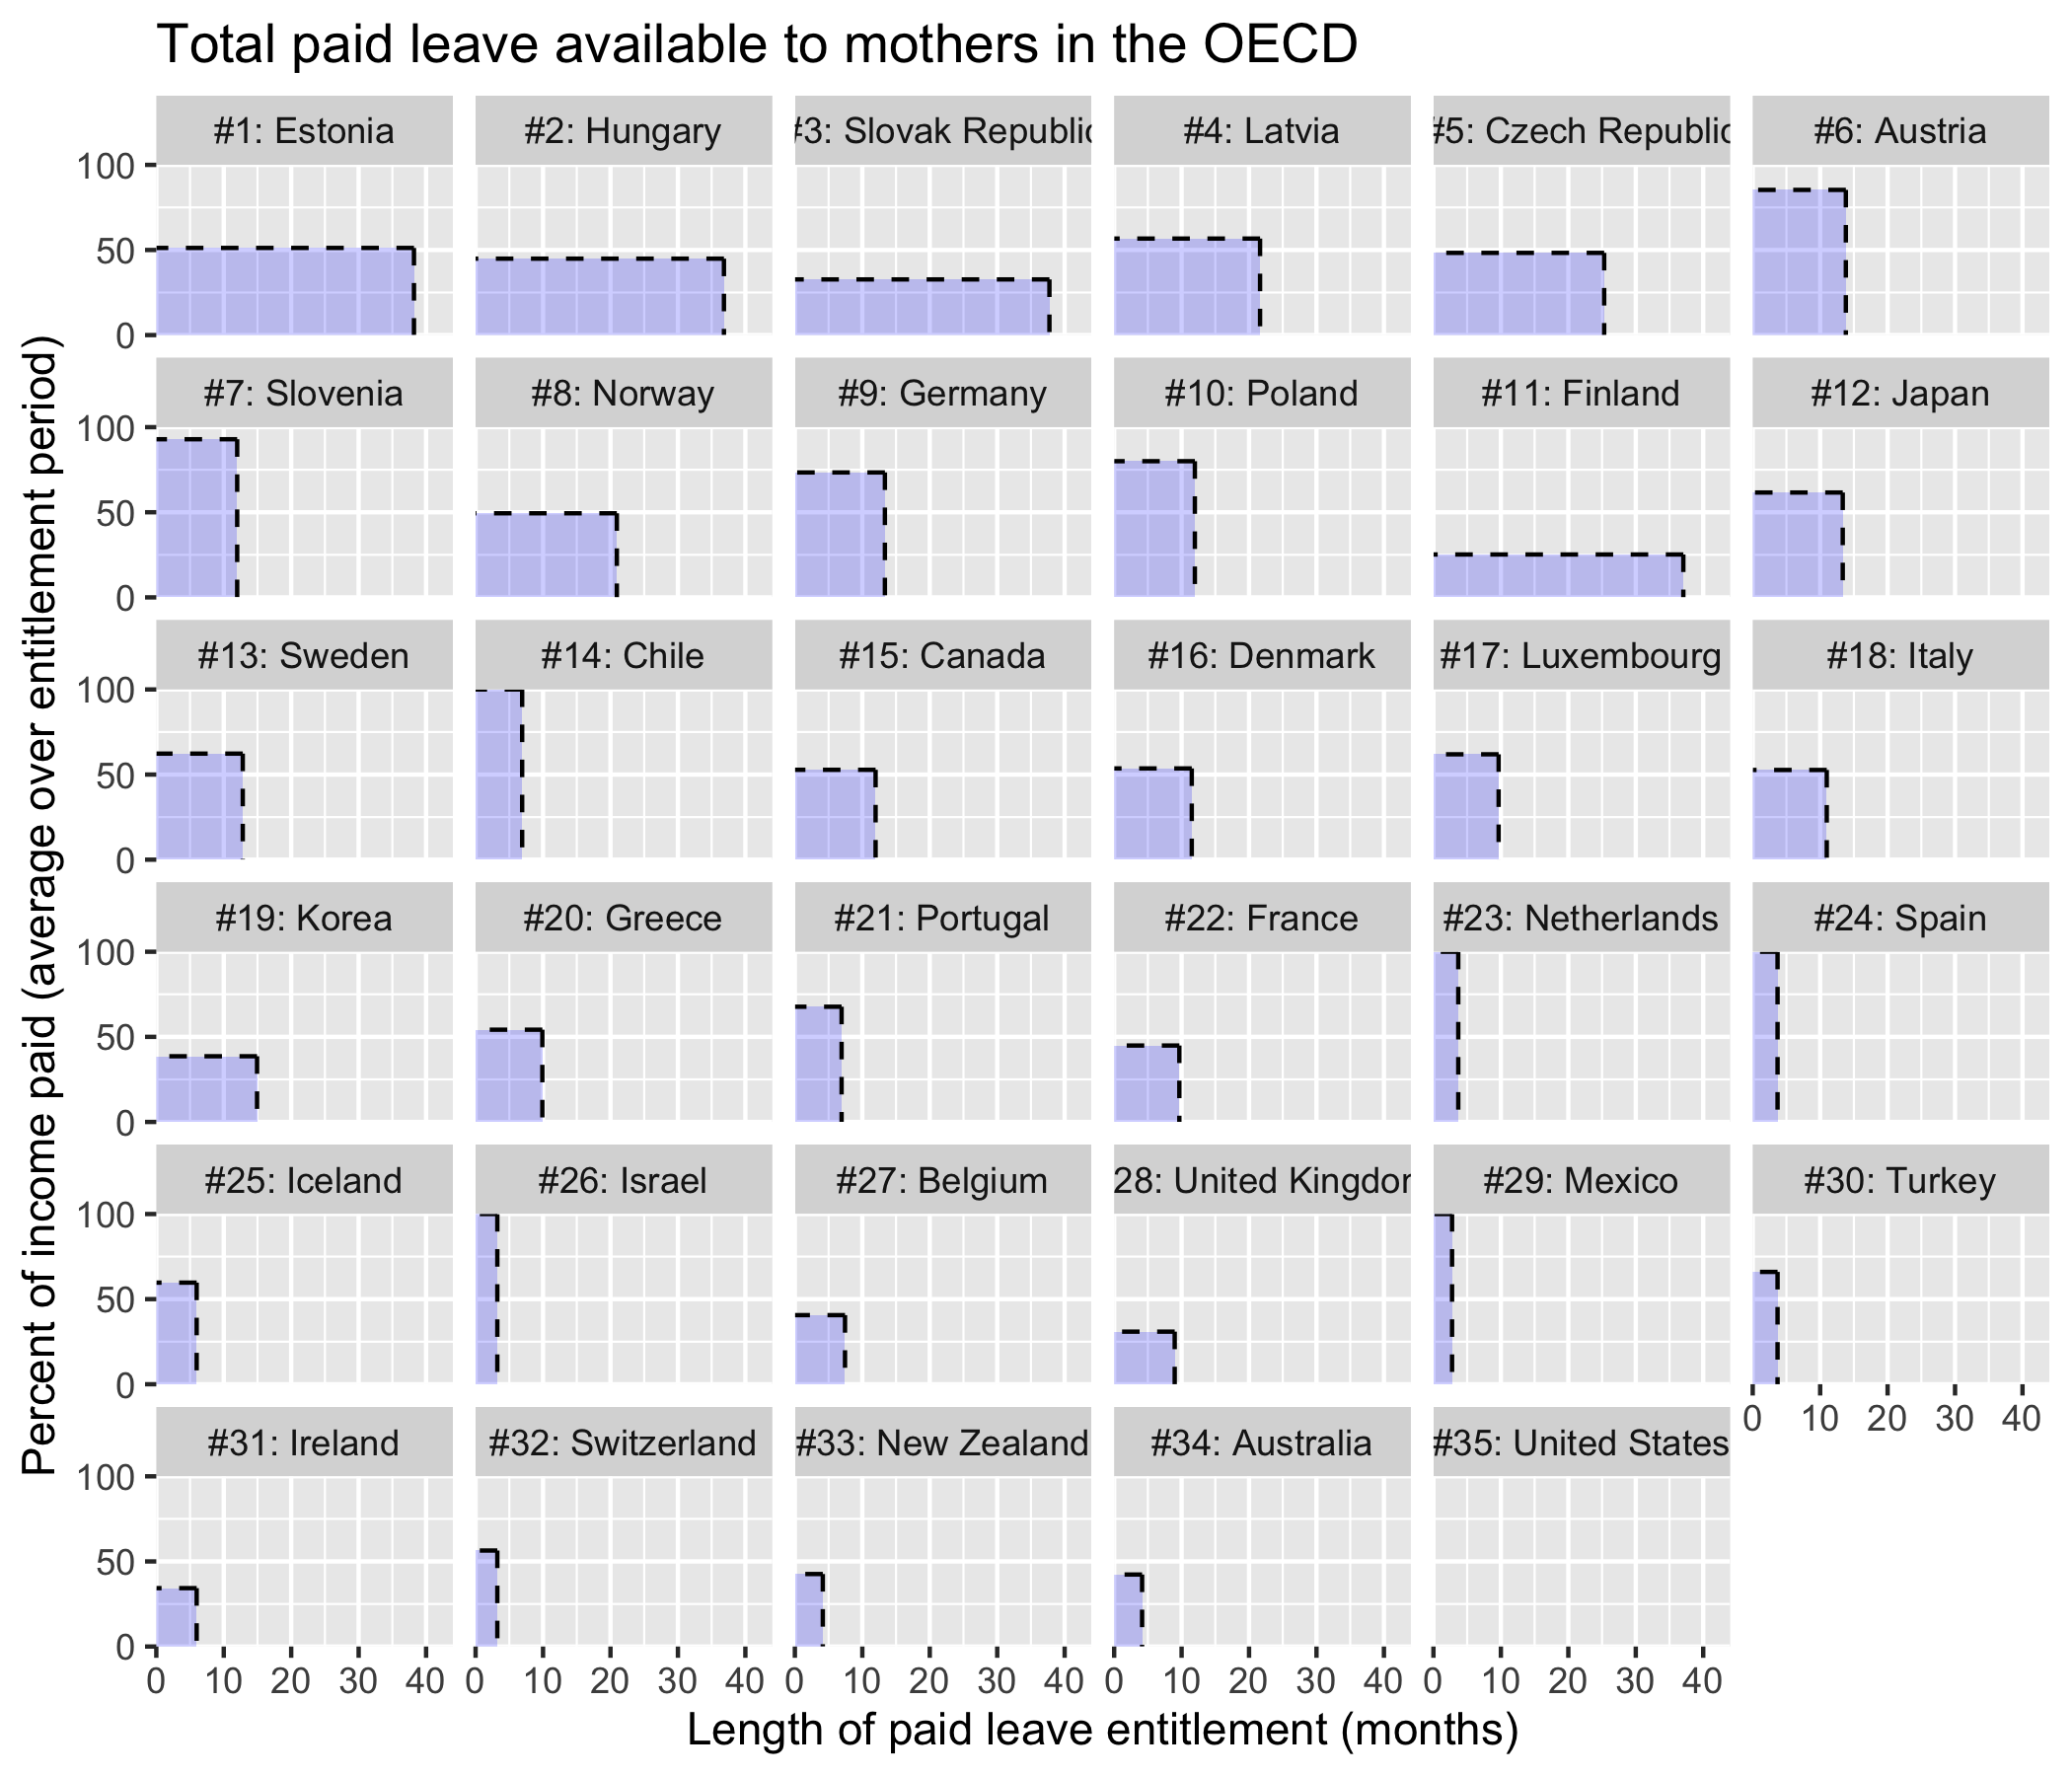 Total paid leave available to mothers in the OECD
Percent of income paid (average over entitlement period)
#1: Estonia #2: Hungary #3: Slovak Republic #4: Latvia #5: Czech Republic #6: Austria
100
50
0
#7: Slovenia #8: Norway #9: Germany #10: Poland #11: Finland #12: Japan
100
50
0
#13: Sweden #14: Chile #15: Canada #16: Denmark #17: Luxembourg #18: Italy
100
50
0
#19: Korea #20: Greece #21: Portugal #22: France #23: Netherlands #24: Spain
100
50
0
#25: Iceland #26: Israel #27: Belgium 28: United Kingdom #29: Mexico #30: Turkey
100
50
0
0 10 20 30 40
#31: Ireland #32: Switzerland #33: New Zealand #34: Australia #35: United States
100
50
0
0 10 20 30 40 0 10 20 30 40 0 10 20 30 40 0 10 20 30 40 0 10 20 30 40
Length of paid leave entitlement (months)